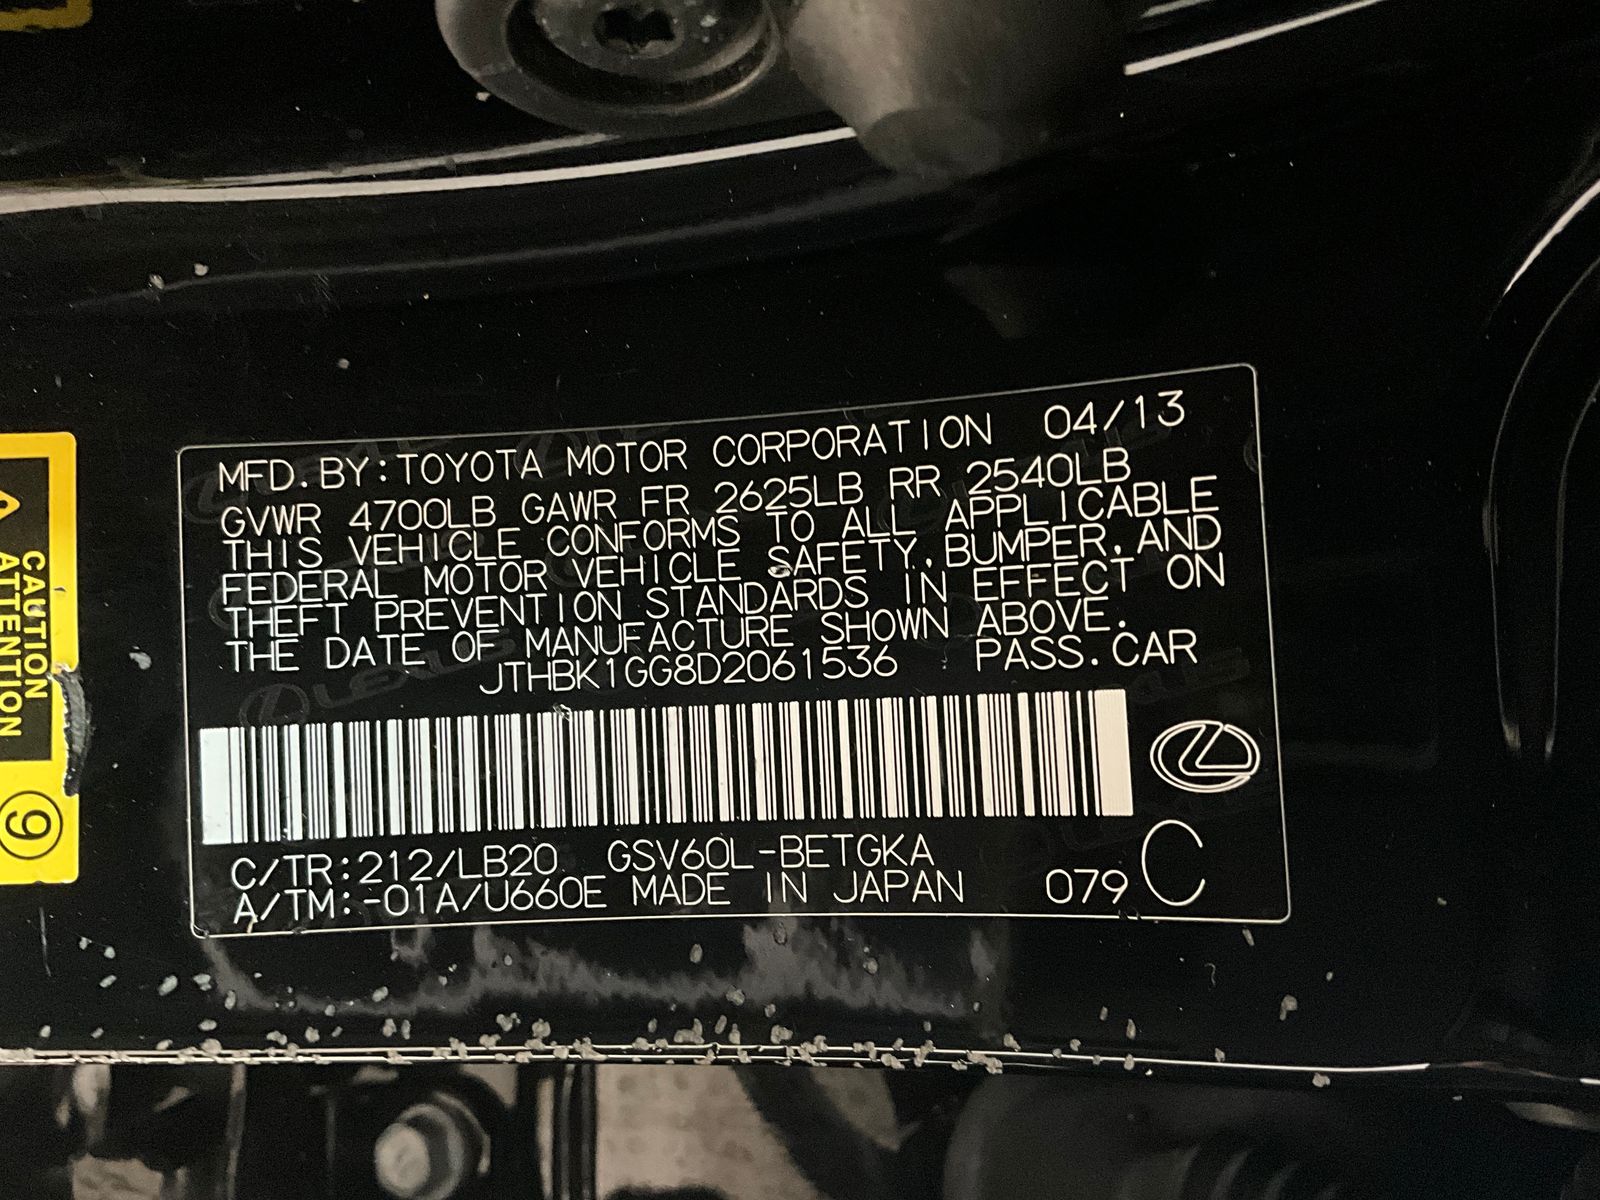 MFD.BY:TOYOTA MOTOR CORPORATION 04/13
GVWR 4700LB GAWR FR 2625LB RR 2540LB
THIS VEHICLE CONFORMS TO ALL APPLICABLE
FEDERAL MOTOR VEHICLE SAFETY,BUMPER,AND
THEFT PREVENTION STANDARDS IN EFFECT ON
THE DATE OF MANUFACTURE SHOWN ABOVE.
JTHBK1GG8D2061536 PASS.CAR
C/TR:212/LB20 GSV60L-BETGKA
A/TM:-01A/U660E MADE IN JAPAN 079 C
CAUTION
ATTENTION
9
LEXUS